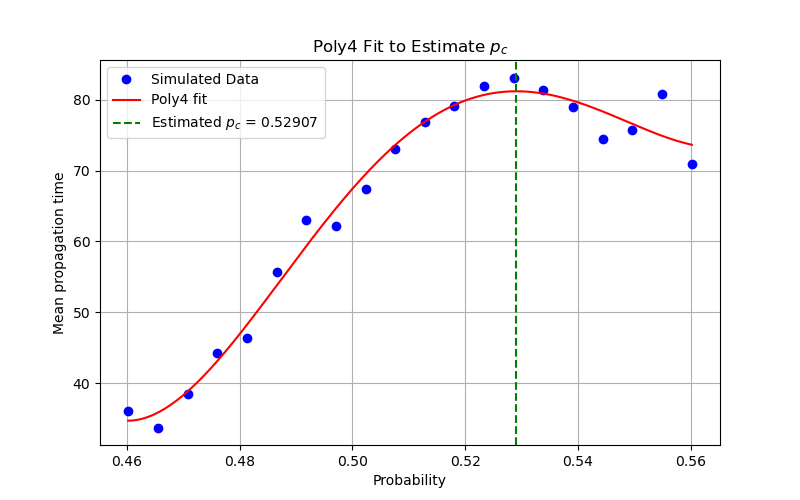 Poly4 Fit to Estimate p_c
Simulated Data
Poly4 fit
Estimated p_c = 0.52907
Mean propagation time
80
70
60
50
40
0.46 0.48 0.50 0.52 0.54 0.56
Probability